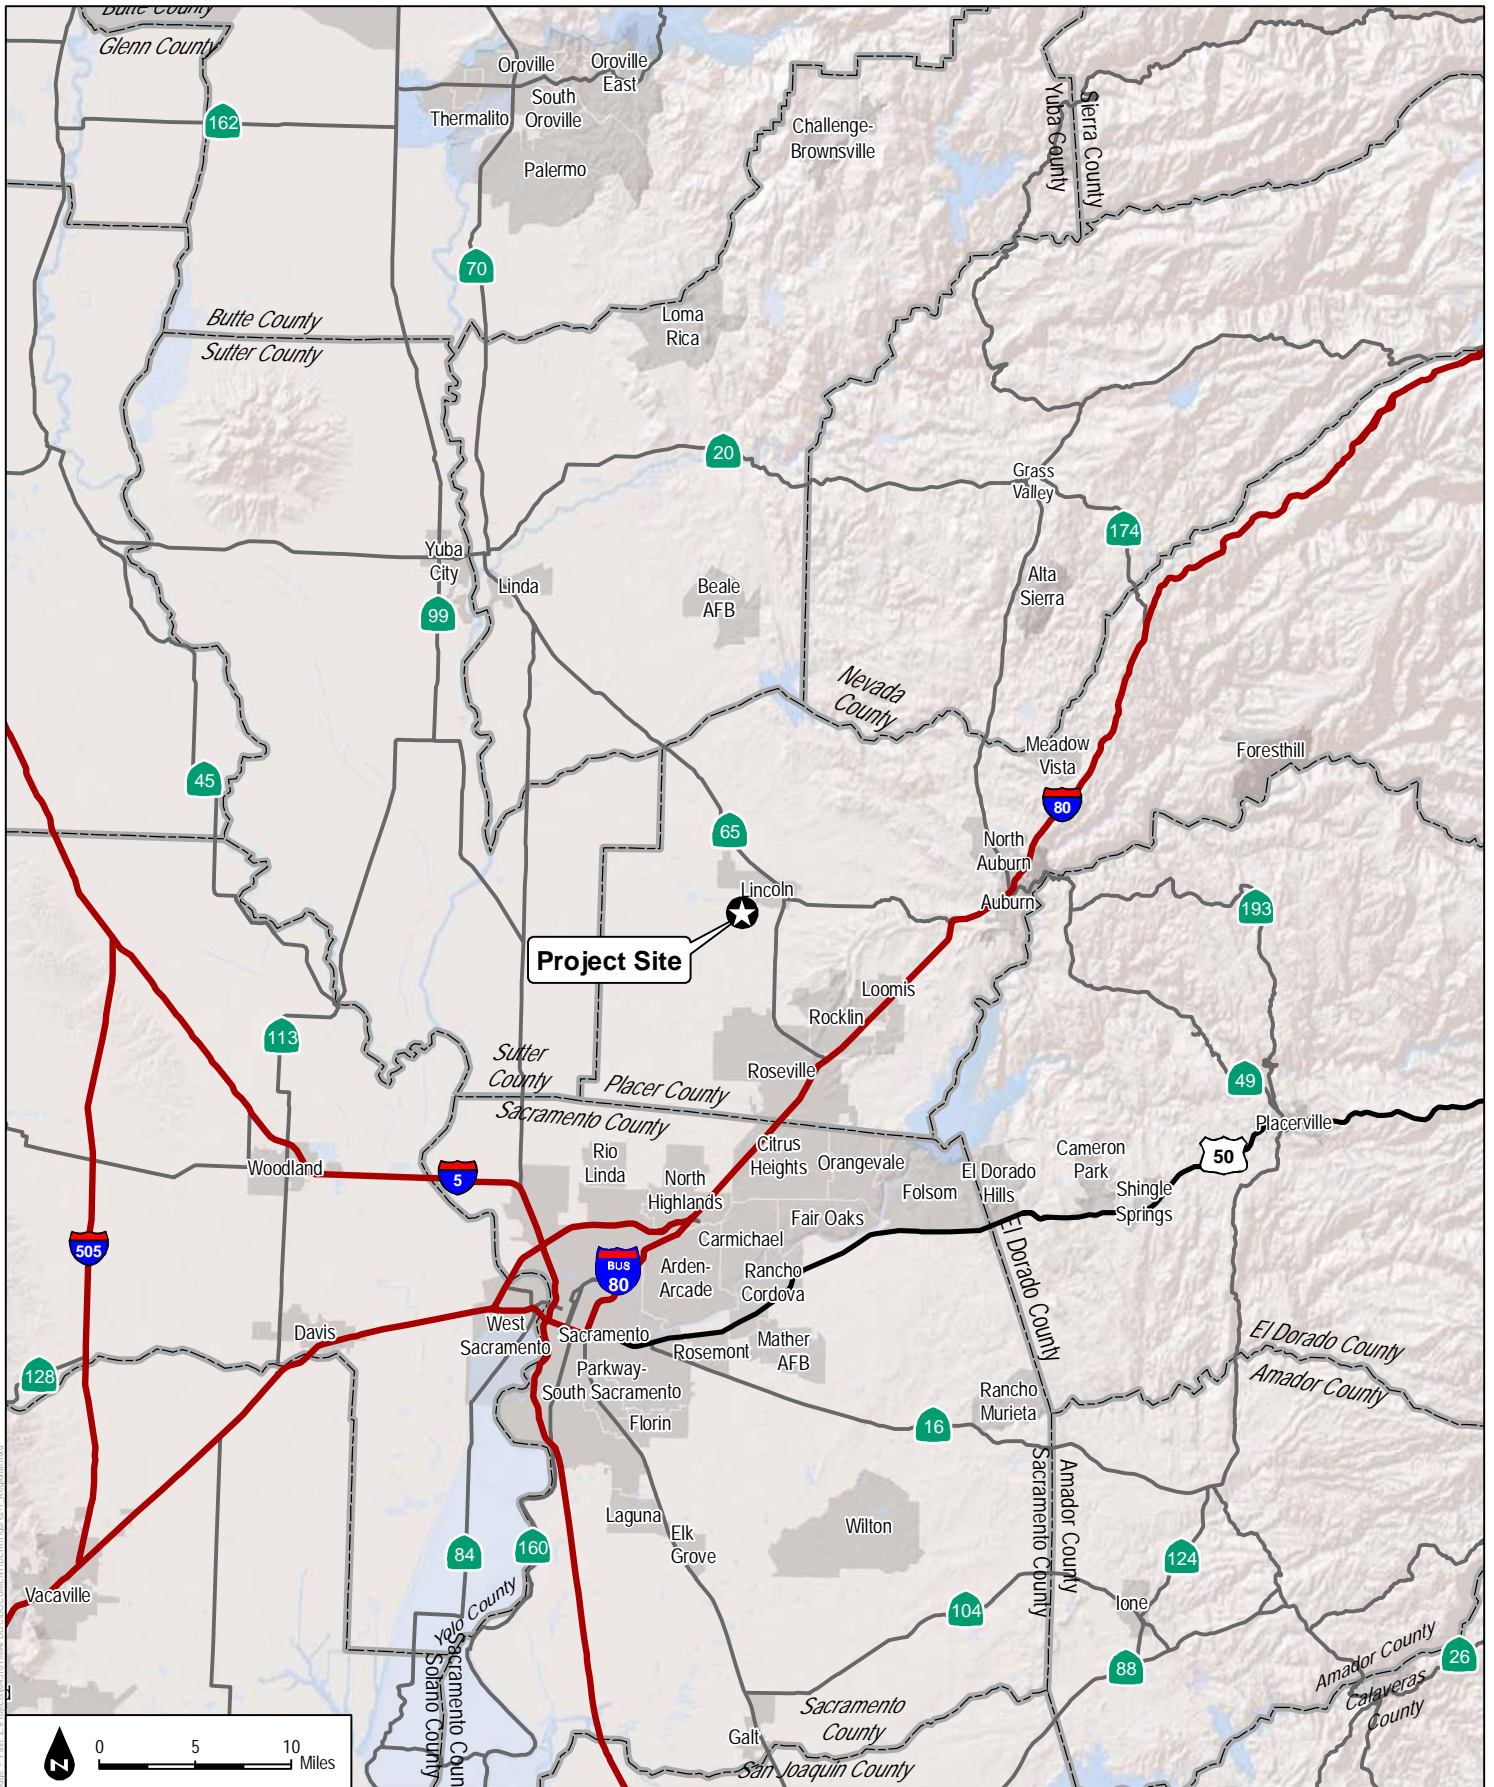 Butte County
Glenn County
Oroville
Oroville
East
South
Oroville
Thermalito
Palermo
162
Challenge-
Brownsville
Yuba County
Sierra County
70
Loma
Rica
Butte County
Sutter County
20
Grass
Valley
174
Yuba
City
Linda
Beale
AFB
Alta
Sierra
99
Nevada
County
Meadow
Vista
Foresthill
45
80
65
North
Auburn
Lincoln
Auburn
193
Project Site
Loomis
Rocklin
113
Sutter
County
Roseville
Placer County
Sacramento County
49
Placerville
Rio
Linda
Citrus
Heights
Orangevale
Cameron
Park
50
Woodland
5
North
Highlands
Folsom
El Dorado
Hills
Shingle
Springs
Fair Oaks
Carmichael
505
BUS
80
Arden-
Arcade
Rancho
Cordova
El Dorado County
Davis
West
Sacramento
Sacramento
Rosemont
Mather
AFB
El Dorado County
Amador County
128
Parkway-
South Sacramento
Florin
Rancho
Murieta
16
Sacramento County
Amador County
Laguna
Elk
Grove
Wilton
84
160
124
Vacaville
Yolo County
104
Ione
Sacramento Coun
Solano County
88
Amador County
26
Calaveras
County
Sacramento
County
Galt
San Joaquin County
N
0 5 10
Miles